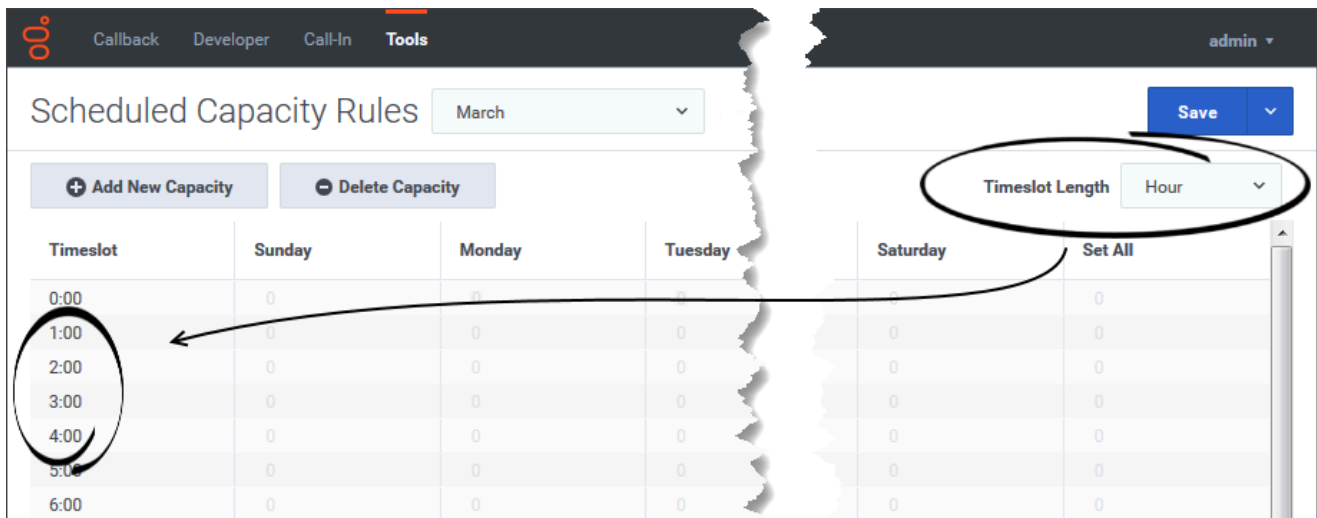 Callback Developer Call-In Tools admin
Scheduled Capacity Rules March Save
Add New Capacity Delete Capacity Timeslot Length Hour
Timeslot Sunday Monday Tuesday Saturday Set All
0:00 0 0 0 0 0
1:00 0 0 0 0 0
2:00 0 0 0 0 0
3:00 0 0 0 0 0
4:00 0 0 0 0 0
5:00 0 0 0 0 0
6:00 0 0 0 0 0